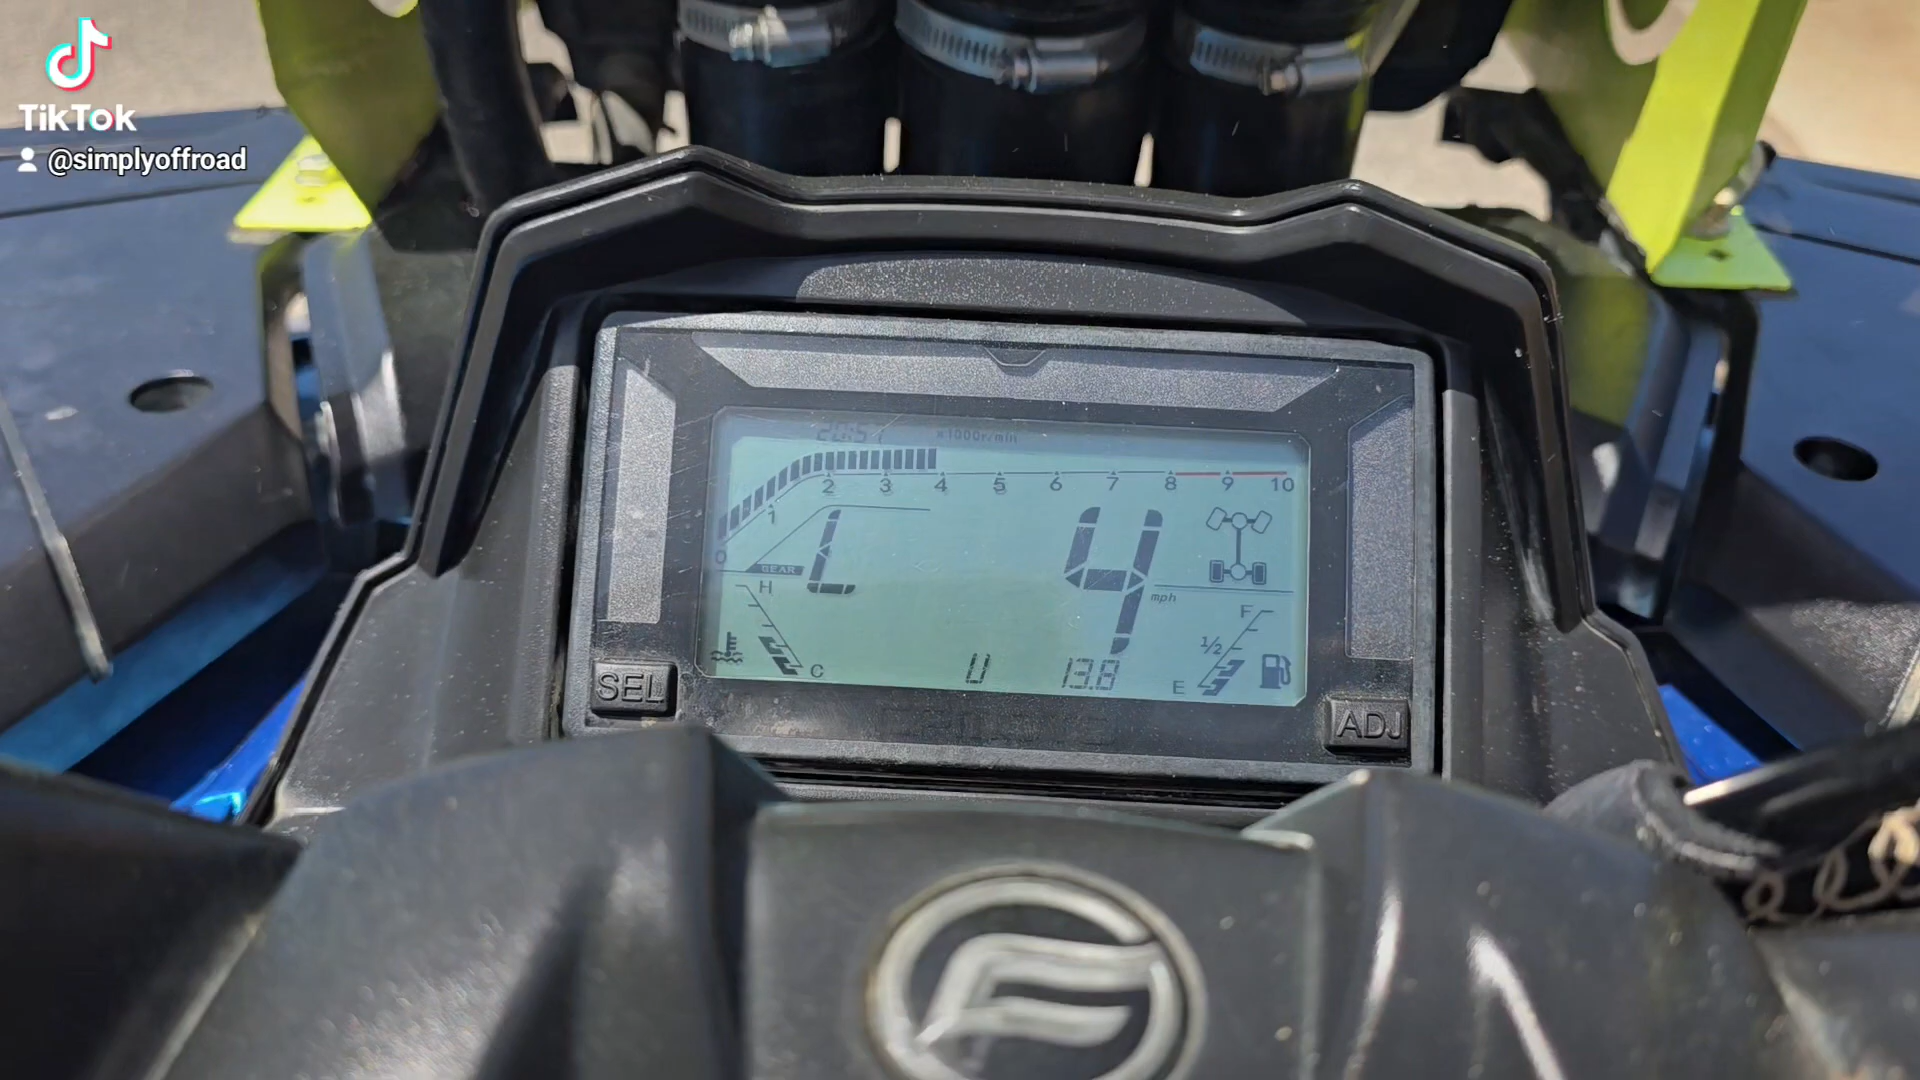 TikTok
@simplyoffroad
x1000r/min
0 1 2 3 4 5 6 7 8 9 10
GEAR L
4
mph
H
C
U 13.8
F
1/2
E
SEL
ADJ